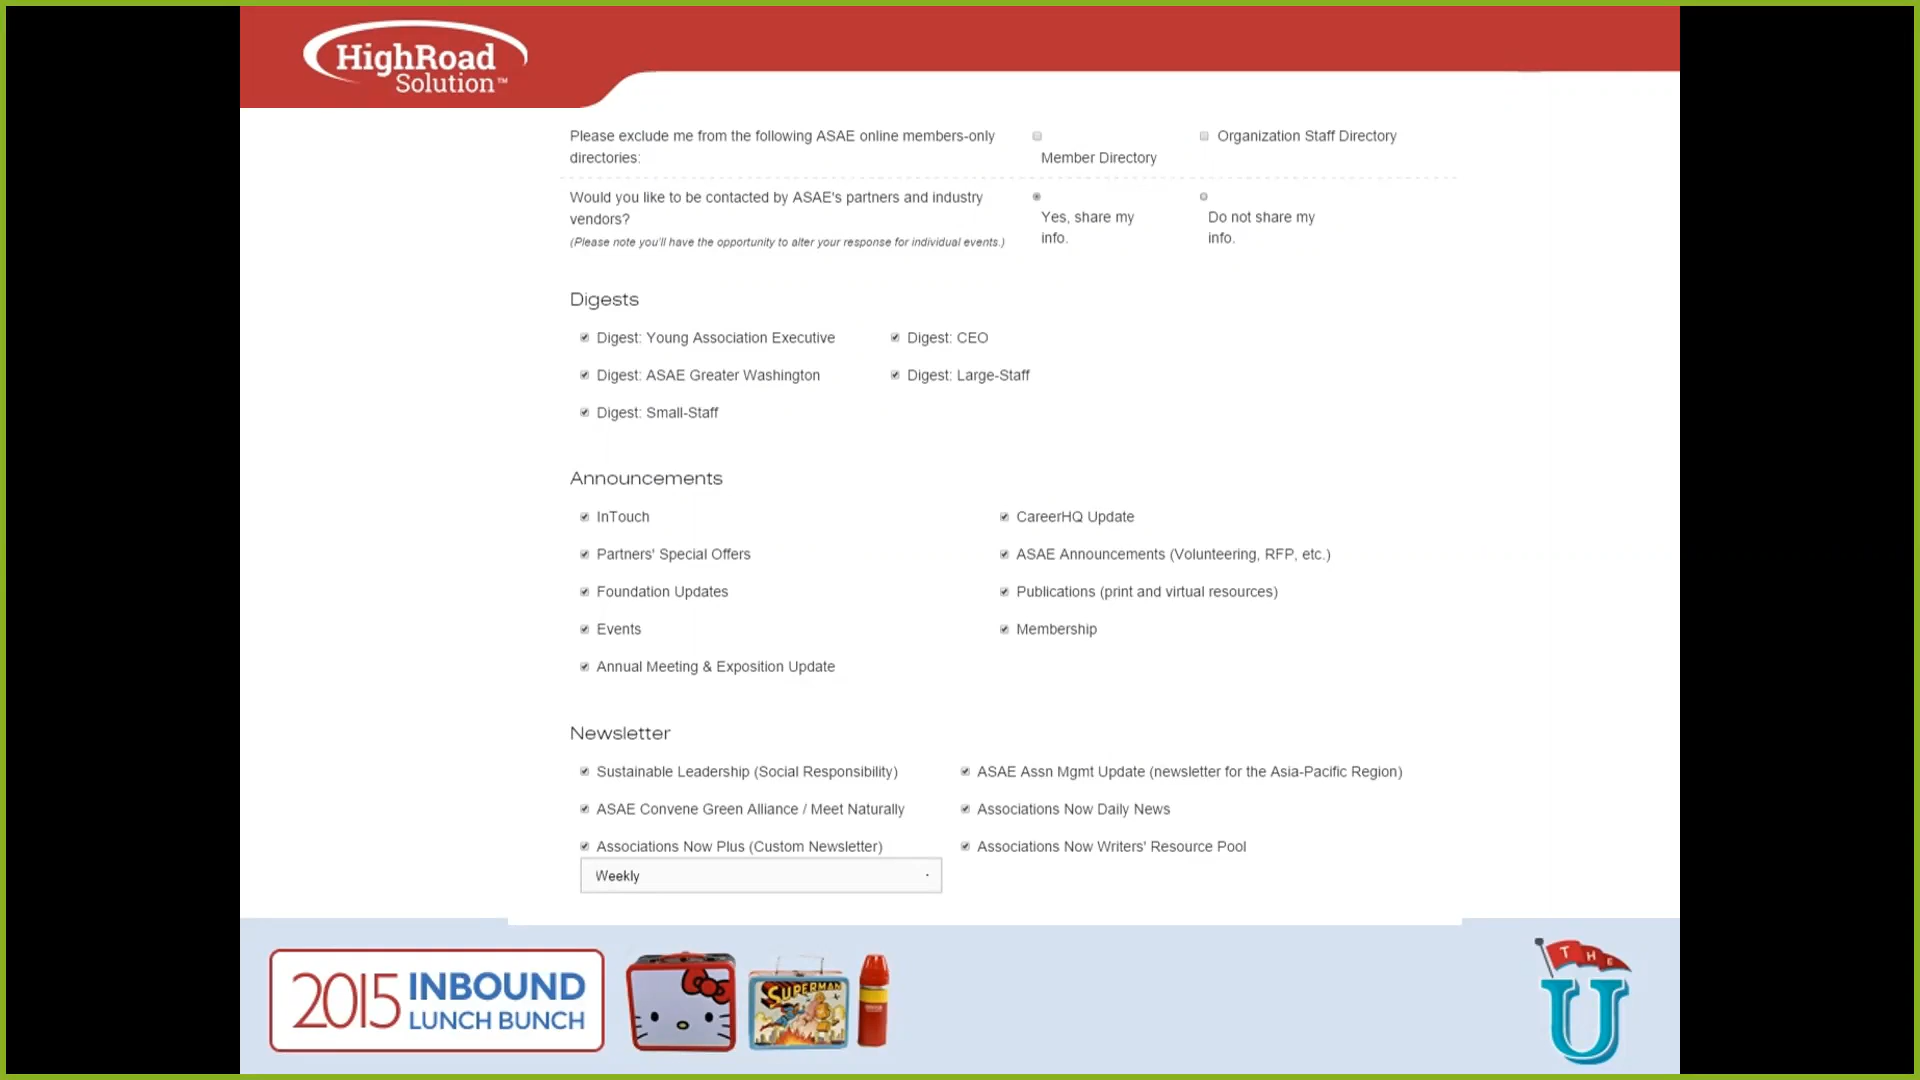 HighRoad
Solution™
Please exclude me from the following ASAE online members-only
directories:
Member Directory
Organization Staff Directory
Would you like to be contacted by ASAE's partners and industry
vendors?
(Please note you'll have the opportunity to alter your response for individual events.)
Yes, share my
info.
Do not share my
info.
Digests
Digest: Young Association Executive
Digest: CEO
Digest: ASAE Greater Washington
Digest: Large-Staff
Digest: Small-Staff
Announcements
InTouch
CareerHQ Update
Partners' Special Offers
ASAE Announcements (Volunteering, RFP, etc.)
Foundation Updates
Publications (print and virtual resources)
Events
Membership
Annual Meeting & Exposition Update
Newsletter
Sustainable Leadership (Social Responsibility)
ASAE Assn Mgmt Update (newsletter for the Asia-Pacific Region)
ASAE Convene Green Alliance / Meet Naturally
Associations Now Daily News
Associations Now Plus (Custom Newsletter)
Associations Now Writers' Resource Pool
Weekly
2015 INBOUND
LUNCH BUNCH
SUPERMAN
THE
U